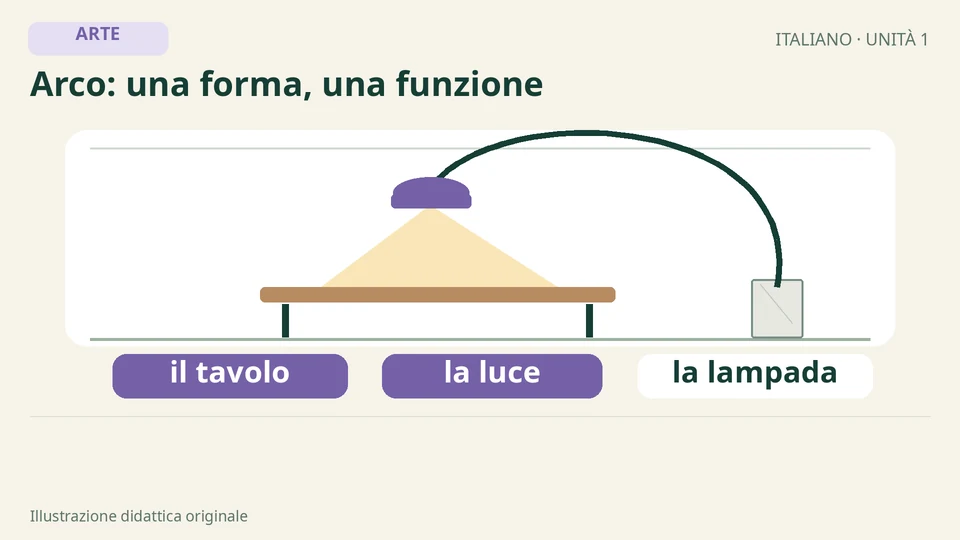 ARTE
ITALIANO · UNITÀ 1
Arco: una forma, una funzione
il tavolo
la luce
la lampada
Illustrazione didattica originale